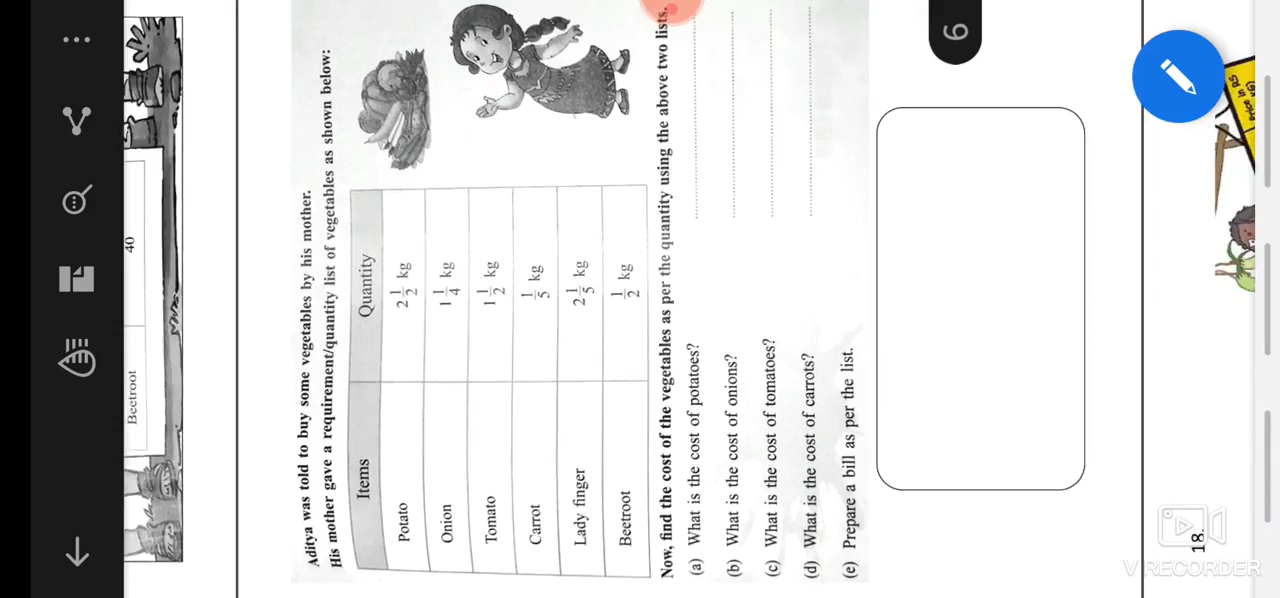 Beetroot 40
Aditya was told to buy some vegetables by his mother.
His mother gave a requirement/quantity list of vegetables as shown below:
Items Quantity
Potato 2 1/2 kg
Onion 1 1/4 kg
Tomato 1 1/2 kg
Carrot 1/5 kg
Lady finger 2 1/5 kg
Beetroot 1/2 kg
Now, find the cost of the vegetables as per the quantity using the above two lists.
(a) What is the cost of potatoes?
(b) What is the cost of onions?
(c) What is the cost of tomatoes?
(d) What is the cost of carrots?
(e) Prepare a bill as per the list.
6
18.
Price in RS
V RECORDER